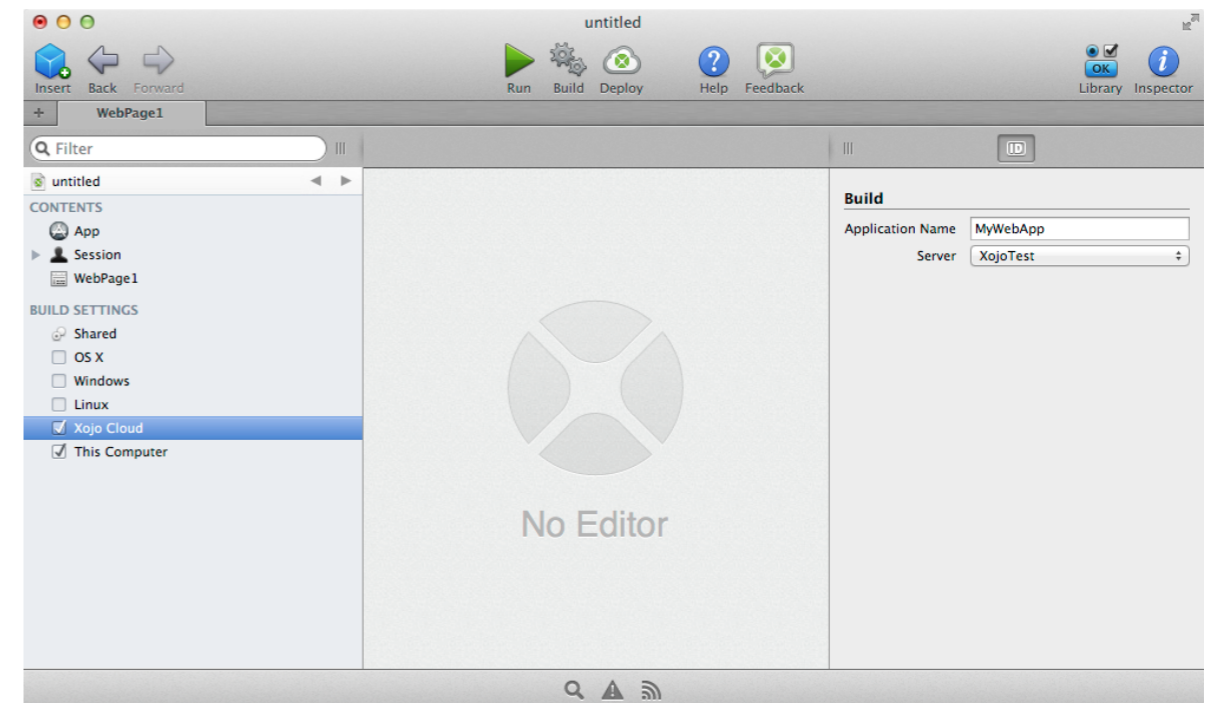 untitled
Insert Back Forward Run Build Deploy Help Feedback OK Library Inspector
+ WebPage1
Filter ID
untitled
CONTENTS
App
Session
WebPage1
BUILD SETTINGS
Shared
OS X
Windows
Linux
Xojo Cloud
This Computer
No Editor
Build
Application Name MyWebApp
Server XojoTest